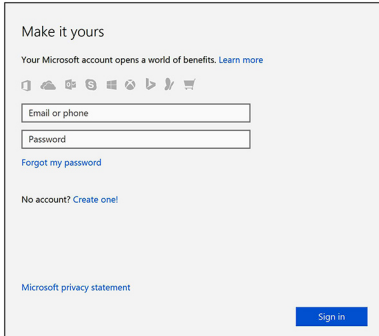 Make it yours
Your Microsoft account opens a world of benefits. Learn more
Email or phone
Password
Forgot my password
No account? Create one!
Microsoft privacy statement
Sign in